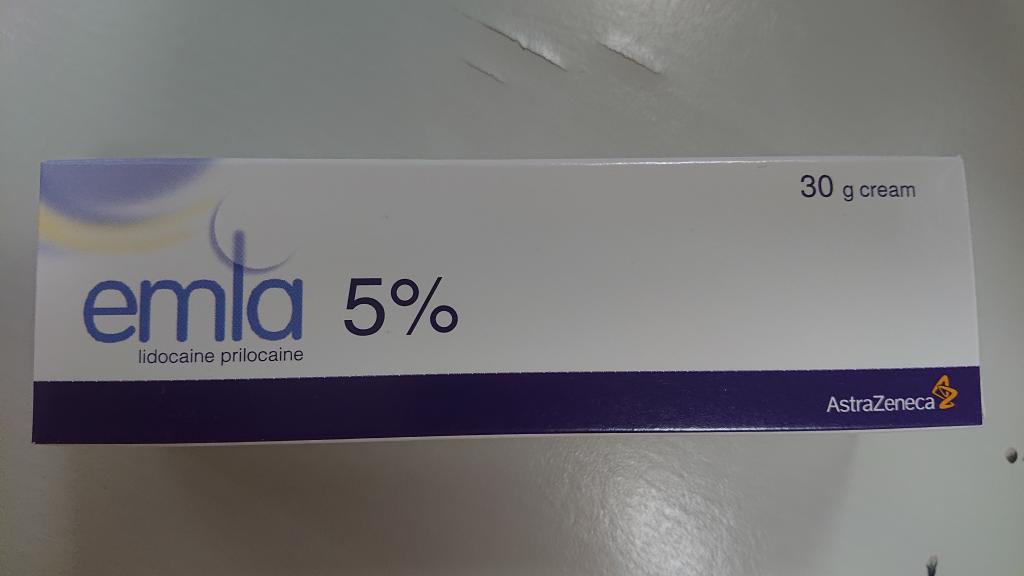 30 g cream
emla 5%
lidocaine prilocaine
AstraZeneca